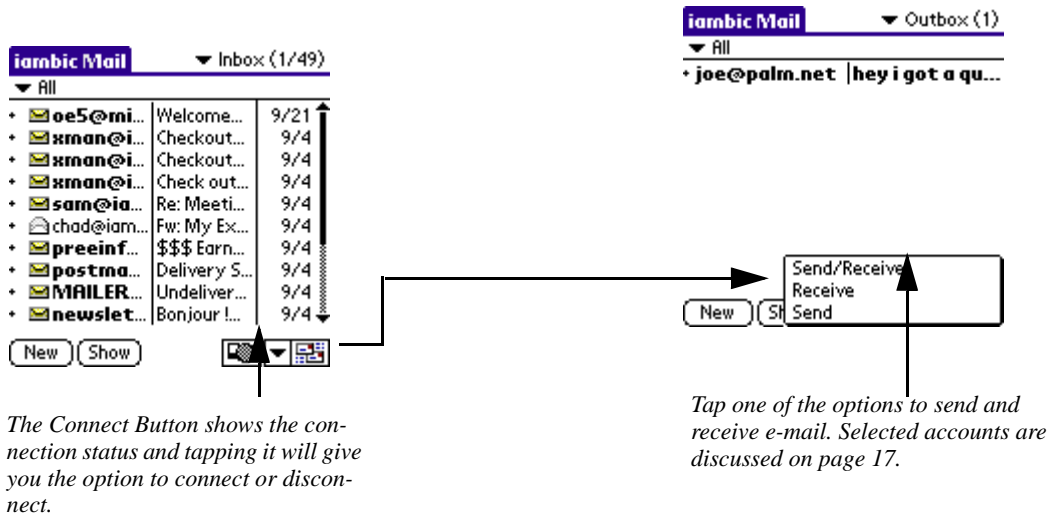 iambic Mail Inbox (1/49)
All
oe5@mi... Welcome... 9/21
xman@i... Checkout... 9/4
xman@i... Checkout... 9/4
xman@i... Check out... 9/4
sam@ia... Re: Meeti... 9/4
chad@iam... Fw: My Ex... 9/4
preeinf... $$$ Earn... 9/4
postma... Delivery S... 9/4
MAILER... Undeliver... 9/4
newslet... Bonjour !... 9/4
New Show
The Connect Button shows the con-
nection status and tapping it will give
you the option to connect or discon-
nect.
iambic Mail Outbox (1)
All
joe@palm.net hey i got a qu...
Send/Receive
Receive
Send
New Sh
Tap one of the options to send and
receive e-mail. Selected accounts are
discussed on page 17.